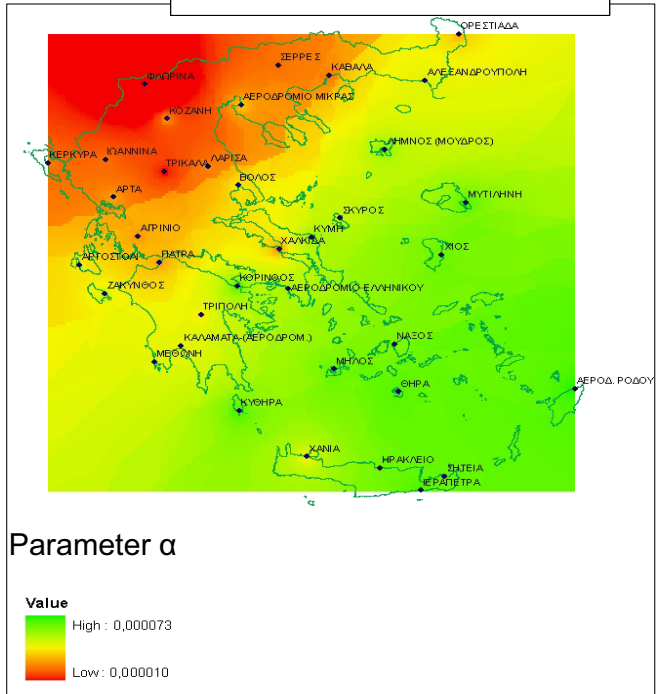 ΟΡΕΣΤΙΑΔΑ
ΣΕΡΡΕΣ
ΚΑΒΑΛΑ
ΑΛΕΞΑΝΔΡΟΥΠΟΛΗ
ΦΛΩΡΙΝΑ
ΑΕΡΟΔΡΟΜΙΟ ΜΙΚΡΑΣ
ΚΟΖΑΝΗ
ΛΗΜΝΟΣ (ΜΟΥΔΡΟΣ)
ΚΕΡΚΥΡΑ
ΙΩΑΝΝΙΝΑ
ΤΡΙΚΑΛΑ
ΛΑΡΙΣΑ
ΒΟΛΟΣ
ΑΡΤΑ
ΜΥΤΙΛΗΝΗ
ΣΚΥΡΟΣ
ΑΓΡΙΝΙΟ
ΚΥΜΗ
ΧΑΛΚΙΔΑ
ΧΙΟΣ
ΑΡΓΟΣΤΟΛΙ
ΠΑΤΡΑ
ΚΟΡΙΝΘΟΣ
ΖΑΚΥΝΘΟΣ
ΑΕΡΟΔΡΟΜΙΟ ΕΛΛΗΝΙΚΟΥ
ΤΡΙΠΟΛΗ
ΚΑΛΑΜΑΤΑ-(ΑΕΡΟΔΡΟΜ.)
ΝΑΞΟΣ
ΜΕΘΩΝΗ
ΜΗΛΟΣ
ΑΕΡΟΔ. ΡΟΔΟΥ
ΘΗΡΑ
ΚΥΘΗΡΑ
ΧΑΝΙΑ
ΗΡΑΚΛΕΙΟ
ΣΗΤΕΙΑ
ΙΕΡΑΠΕΤΡΑ
Parameter α
Value
High : 0,000073
Low : 0,000010